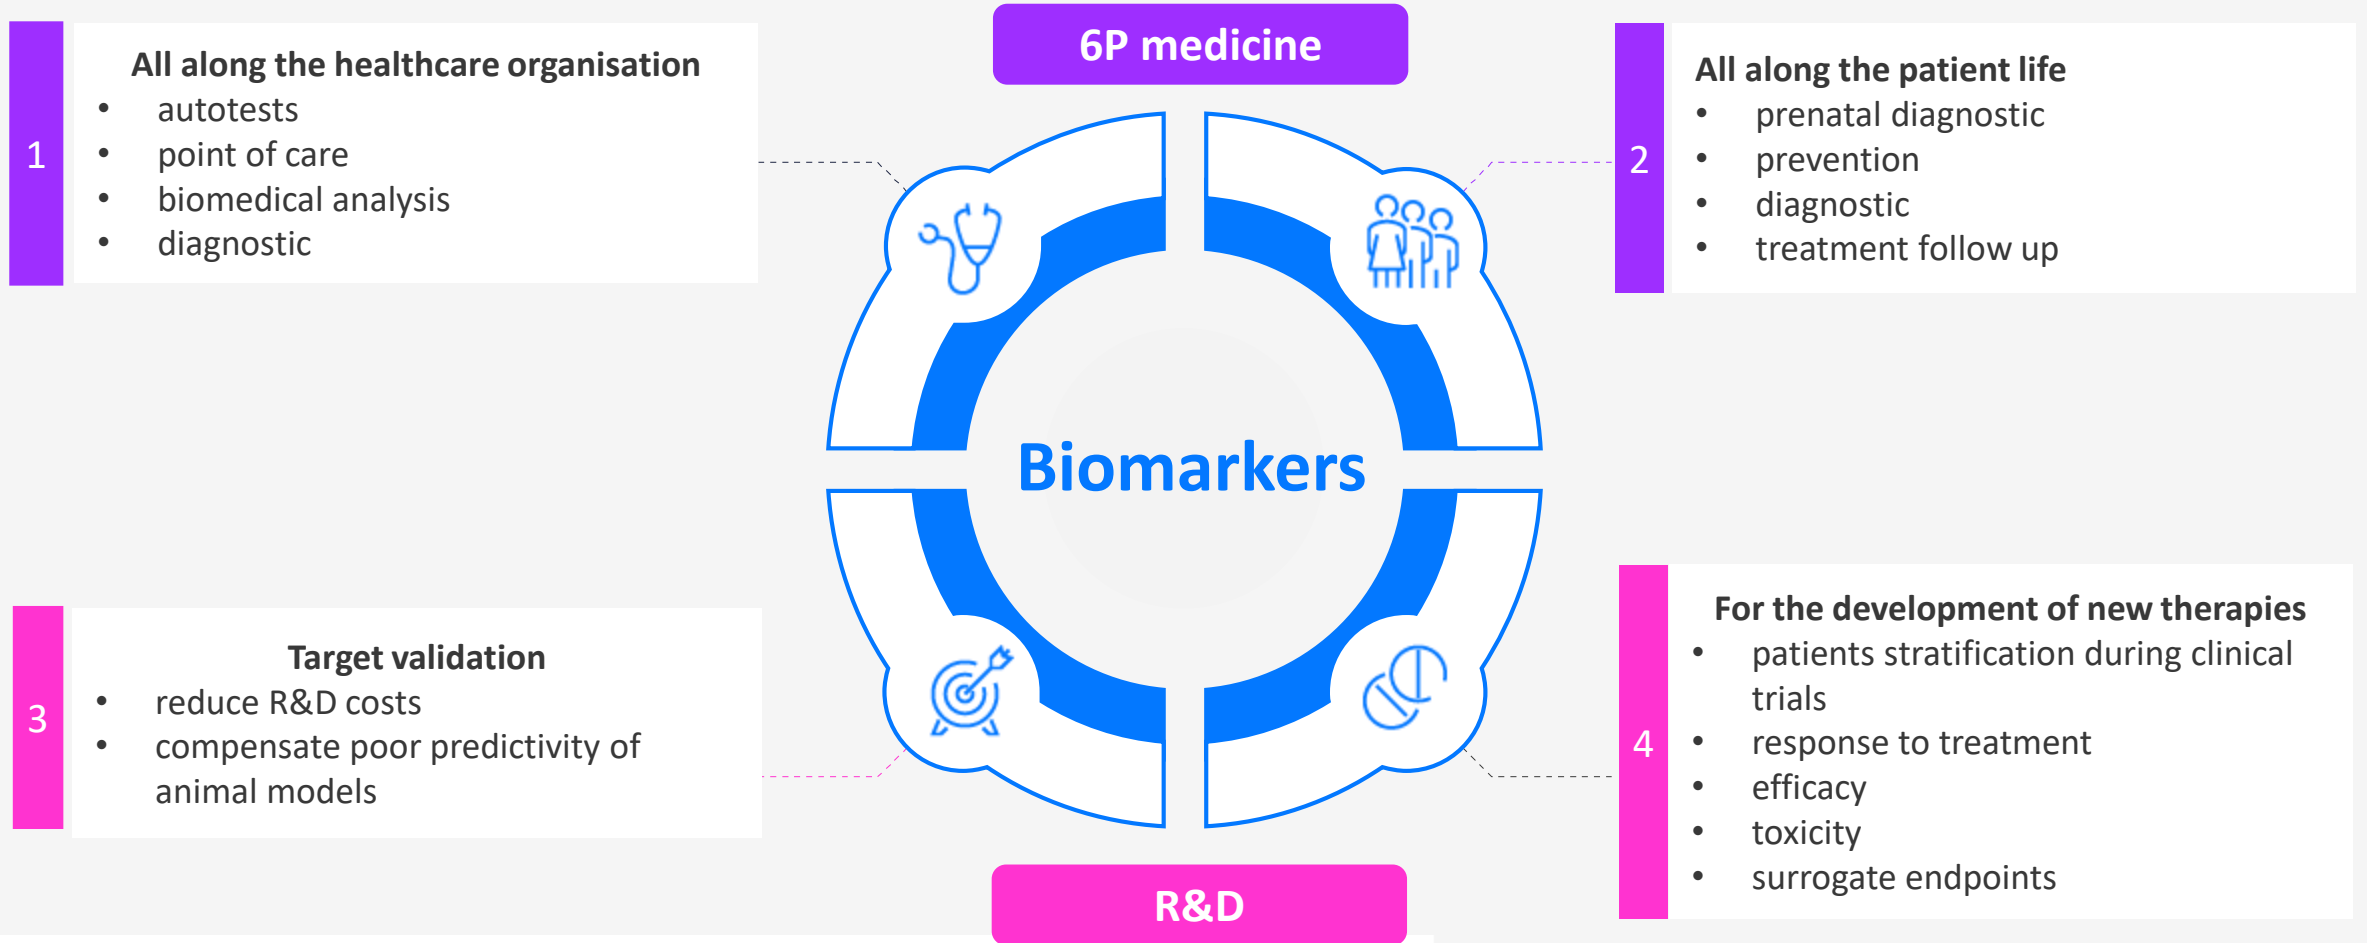 6P medicine
1
All along the healthcare organisation
• autotests
• point of care
• biomedical analysis
• diagnostic
2
All along the patient life
• prenatal diagnostic
• prevention
• diagnostic
• treatment follow up
Biomarkers
3
Target validation
• reduce R&D costs
• compensate poor predictivity of
animal models
4
For the development of new therapies
• patients stratification during clinical
trials
• response to treatment
• efficacy
• toxicity
• surrogate endpoints
R&D